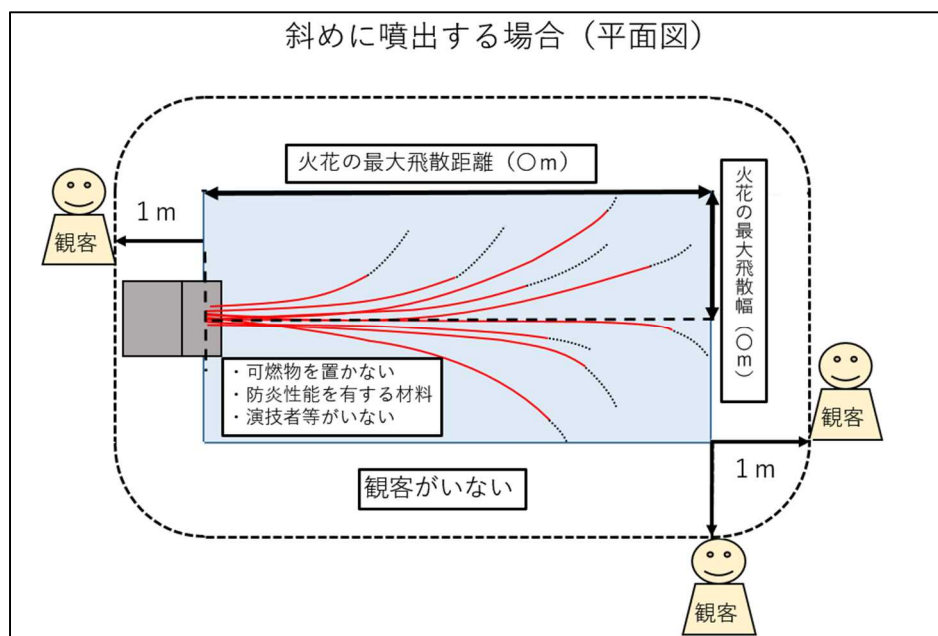 斜めに噴出する場合（平面図）
火花の最大飛散距離（〇ｍ）
火花の最大飛散幅（〇ｍ）
１ｍ
観客
・可燃物を置かない
・防炎性能を有する材料
・演技者等がいない
観客
１ｍ
観客がいない
観客